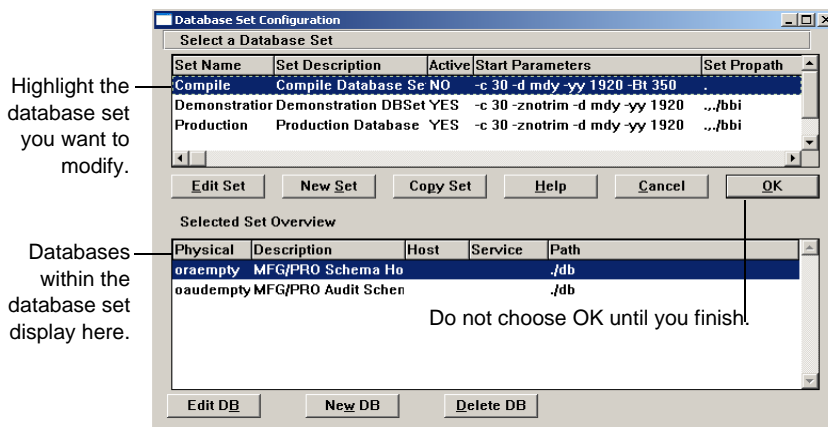 Database Set Configuration
Select a Database Set
Set Name Set Description Active Start Parameters Set Propath
Compile Compile Database Se NO -c 30 -d mdy -yy 1920 -Bt 350 .
Demonstration Demonstration DBSet YES -c 30 -znotrim -d mdy -yy 1920 .,./bbi
Production Production Database YES -c 30 -znotrim -d mdy -yy 1920 .,./bbi
Highlight the
database set
you want to
modify.
Edit Set New Set Copy Set Help Cancel OK
Selected Set Overview
Physical Description Host Service Path
oraempty MFG/PRO Schema Ho ./db
oaudempty MFG/PRO Audit Schen ./db
Databases
within the
database set
display here.
Do not choose OK until you finish.
Edit DB New DB Delete DB